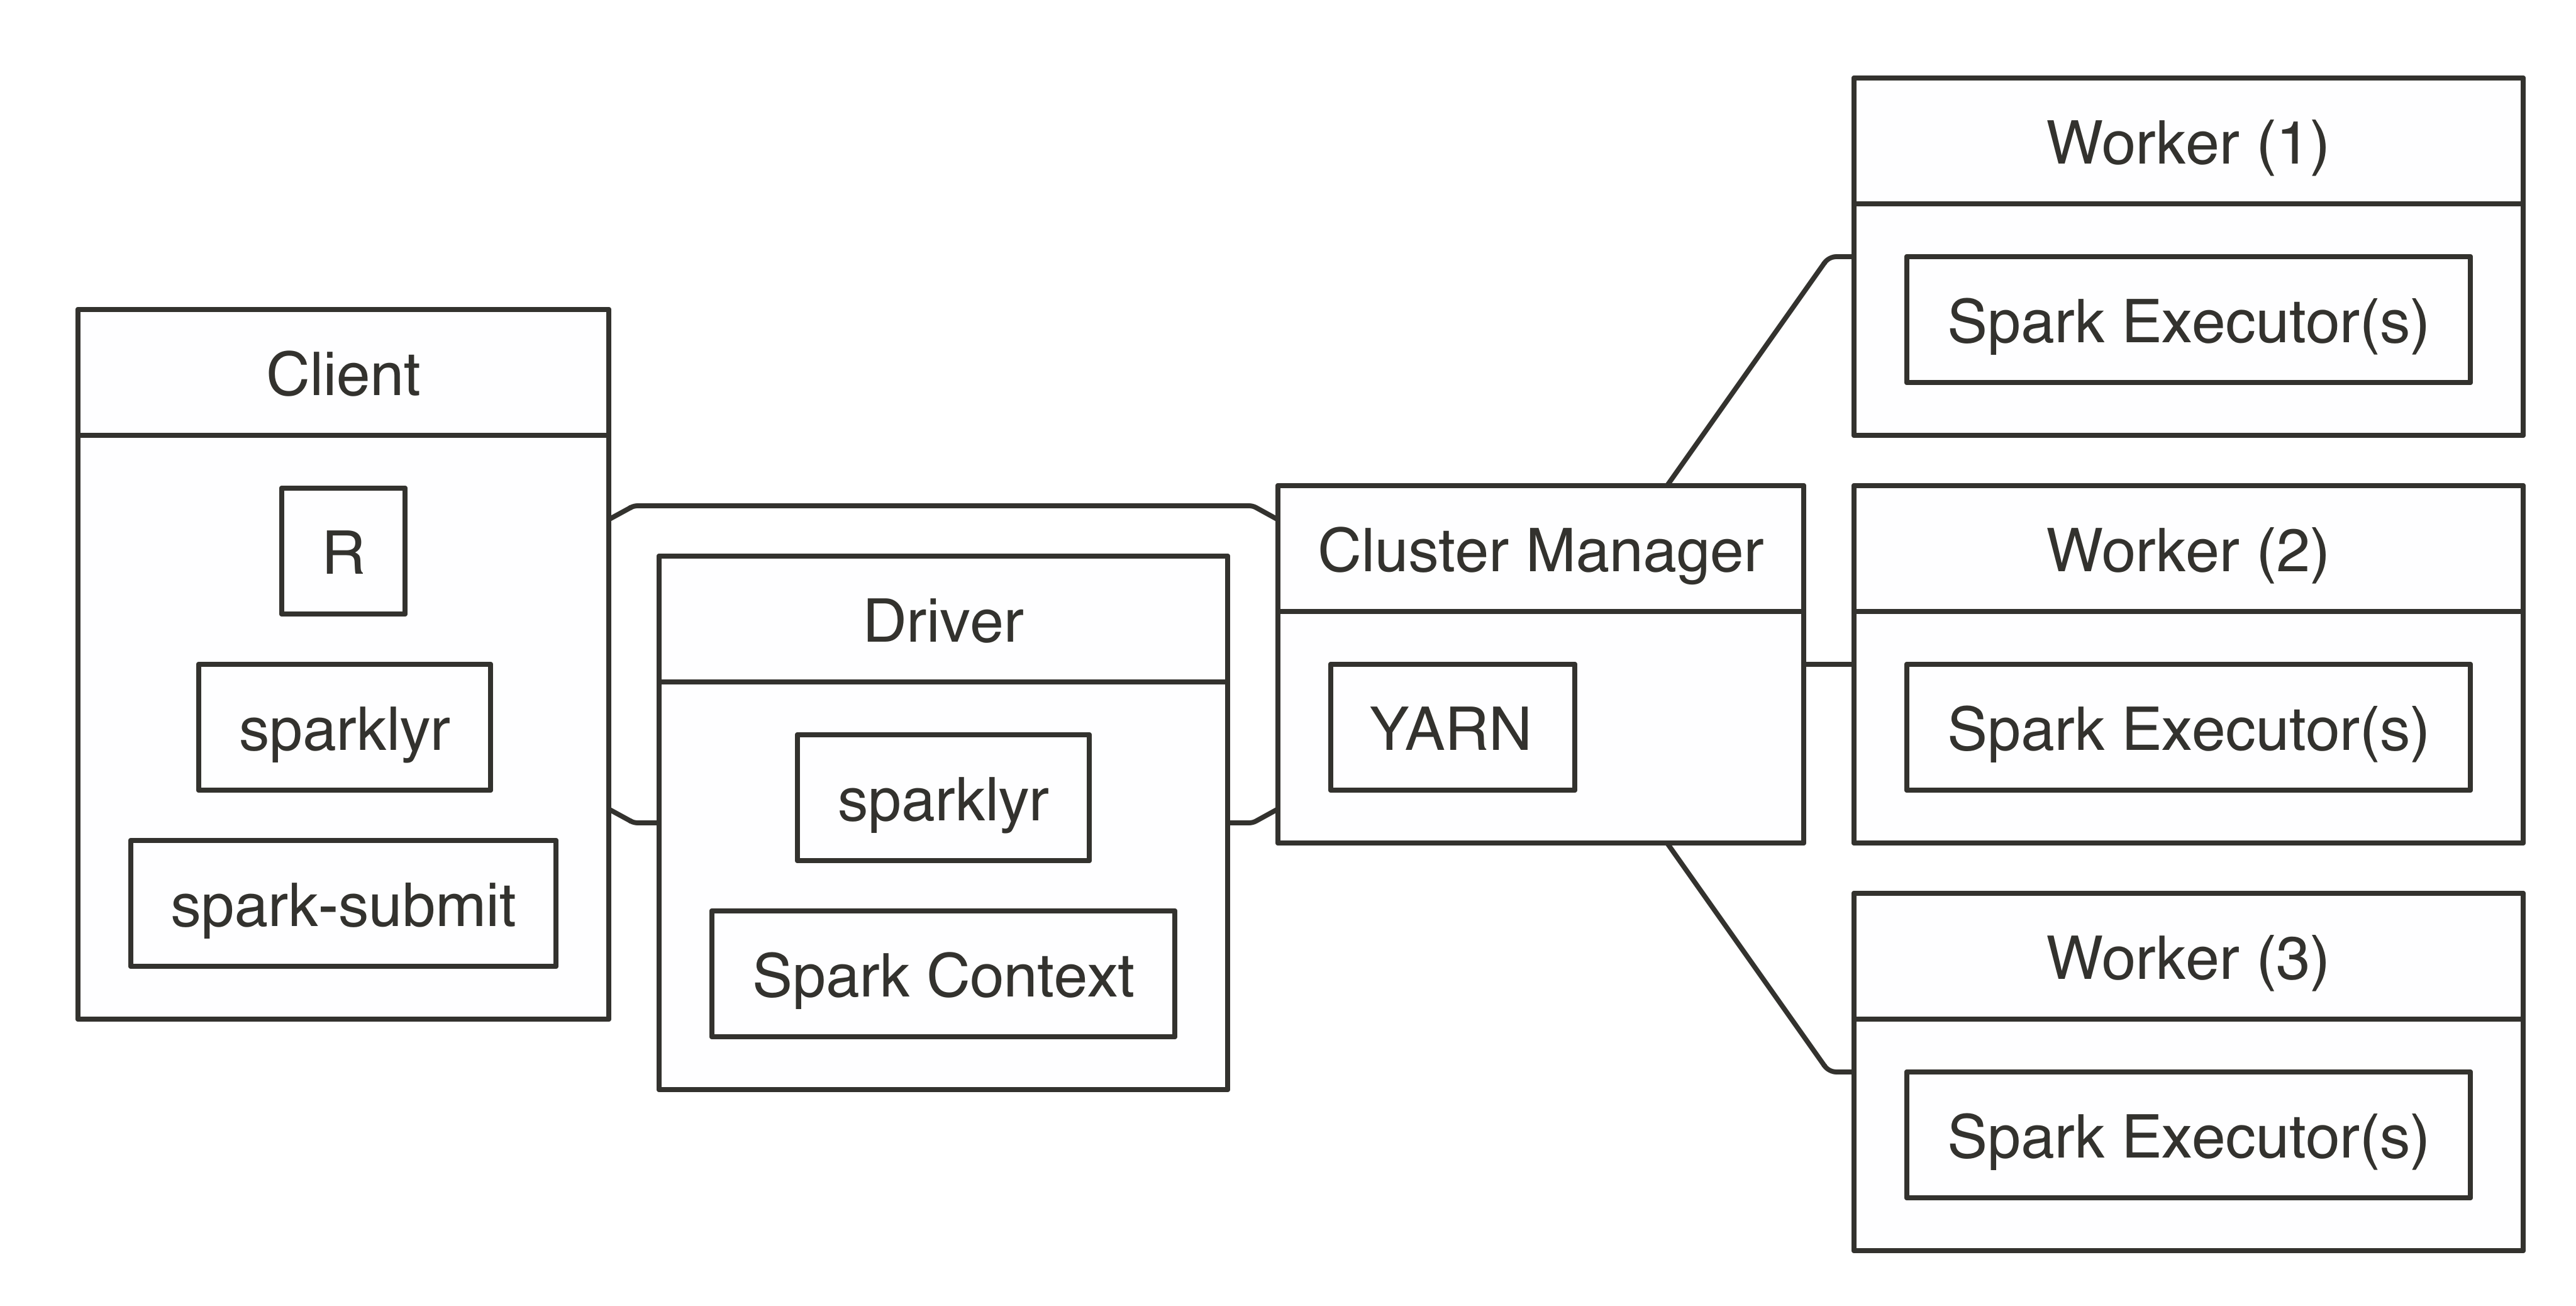 Client
R
sparklyr
spark-submit
Driver
sparklyr
Spark Context
Cluster Manager
YARN
Worker (1)
Spark Executor(s)
Worker (2)
Spark Executor(s)
Worker (3)
Spark Executor(s)